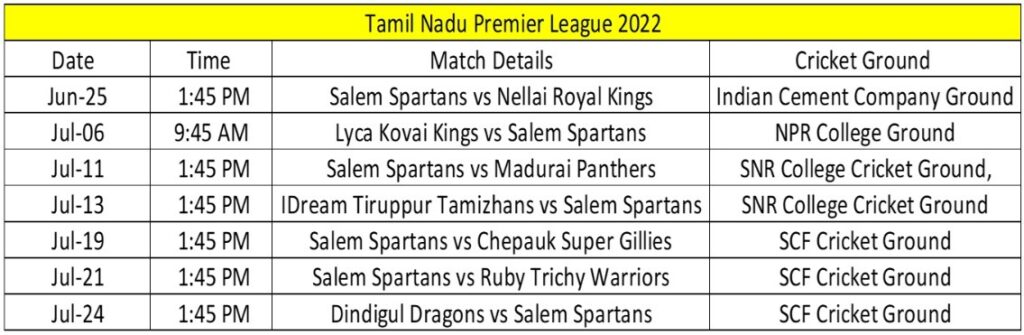 Tamil Nadu Premier League 2022
Date Time Match Details Cricket Ground
Jun-25 1:45 PM Salem Spartans vs Nellai Royal Kings Indian Cement Company Ground
Jul-06 9:45 AM Lyca Kovai Kings vs Salem Spartans NPR College Ground
Jul-11 1:45 PM Salem Spartans vs Madurai Panthers SNR College Cricket Ground,
Jul-13 1:45 PM IDream Tiruppur Tamizhans vs Salem Spartans SNR College Cricket Ground
Jul-19 1:45 PM Salem Spartans vs Chepauk Super Gillies SCF Cricket Ground
Jul-21 1:45 PM Salem Spartans vs Ruby Trichy Warriors SCF Cricket Ground
Jul-24 1:45 PM Dindigul Dragons vs Salem Spartans SCF Cricket Ground